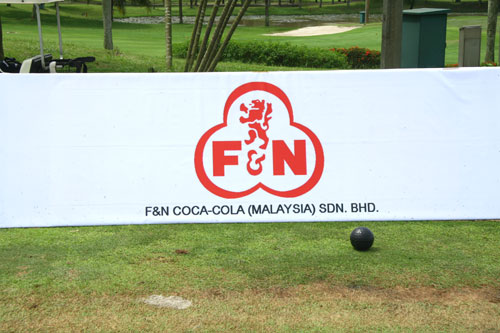 F&N
F&N COCA-COLA (MALAYSIA) SDN. BHD.